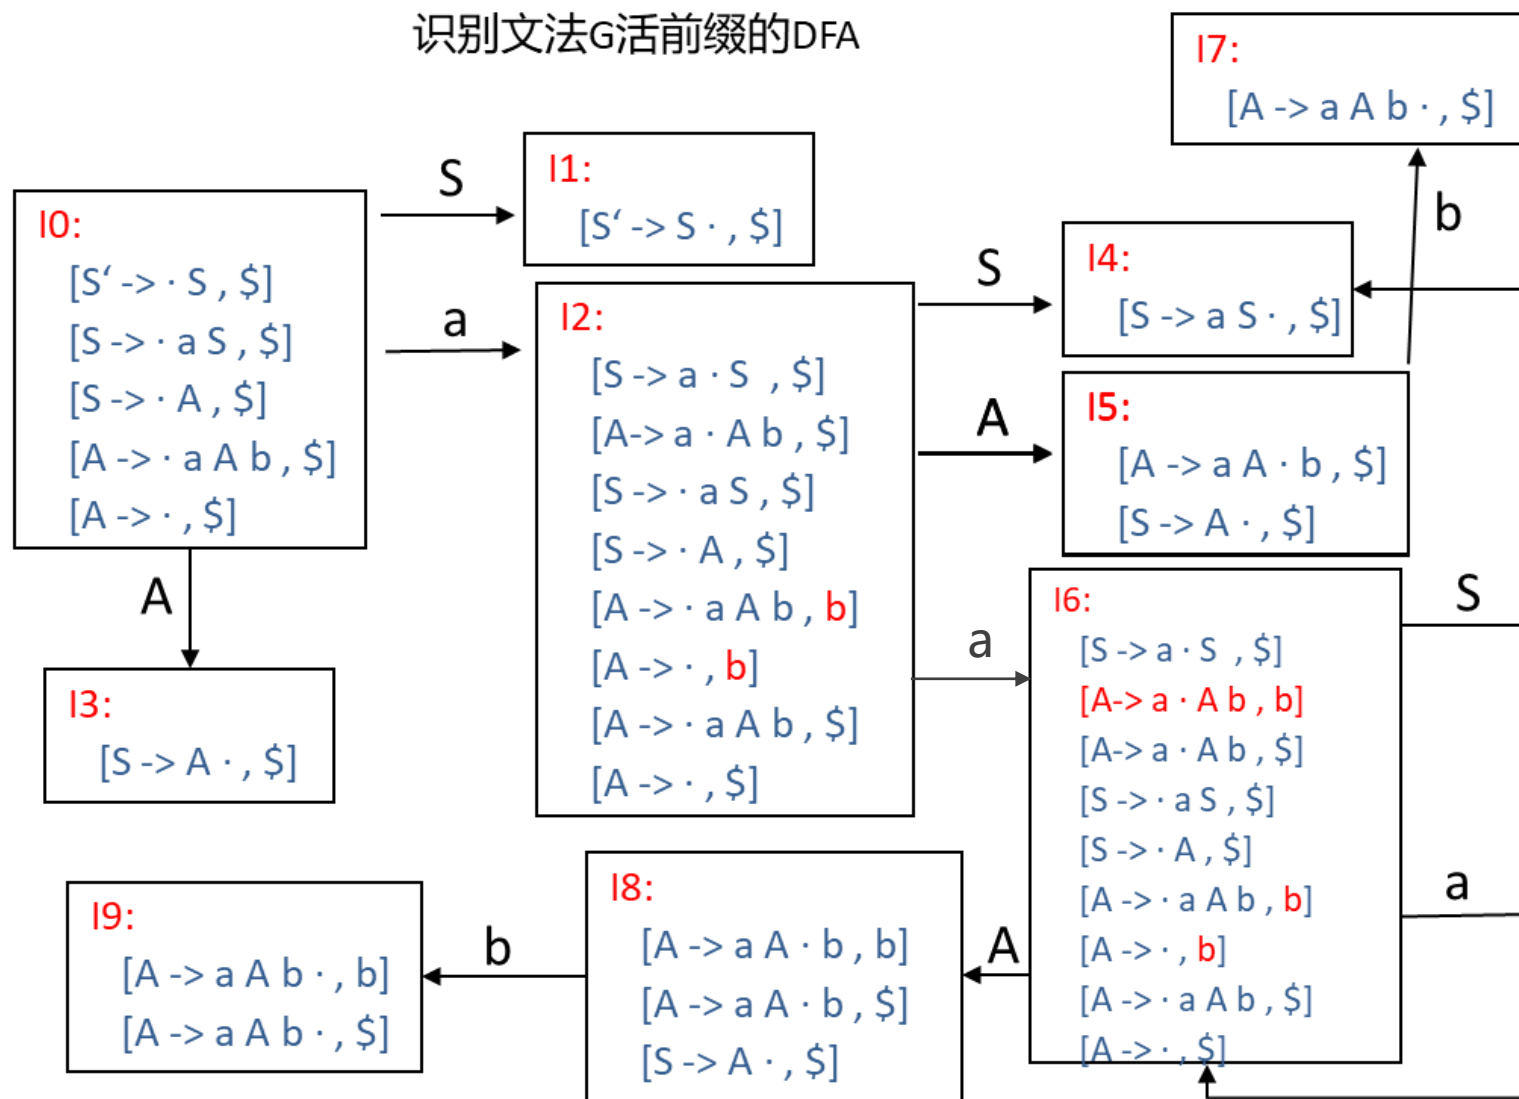 识别文法G活前缀的DFA
I7:
[A -> a A b · , $]
b
S
I1:
[S‘ -> S · , $]
I0:
[S‘ -> · S , $]
[S -> · a S , $]
[S -> · A , $]
[A -> · a A b , $]
[A -> · , $]
a
A
I3:
[S -> A · , $]
I2:
[S -> a · S , $]
[A-> a · A b , $]
[S -> · a S , $]
[S -> · A , $]
[A -> · a A b , b]
[A -> · , b]
[A -> · a A b , $]
[A -> · , $]
S
I4:
[S -> a S · , $]
A
I5:
[A -> a A · b , $]
[S -> A · , $]
a
I6:
[S -> a · S , $]
[A-> a · A b , b]
[A-> a · A b , $]
[S -> · a S , $]
[S -> · A , $]
[A -> · a A b , b]
[A -> · , b]
[A -> · a A b , $]
[A -> · , $]
S
a
A
I8:
[A -> a A · b , b]
[A -> a A · b , $]
[S -> A · , $]
b
I9:
[A -> a A b · , b]
[A -> a A b · , $]